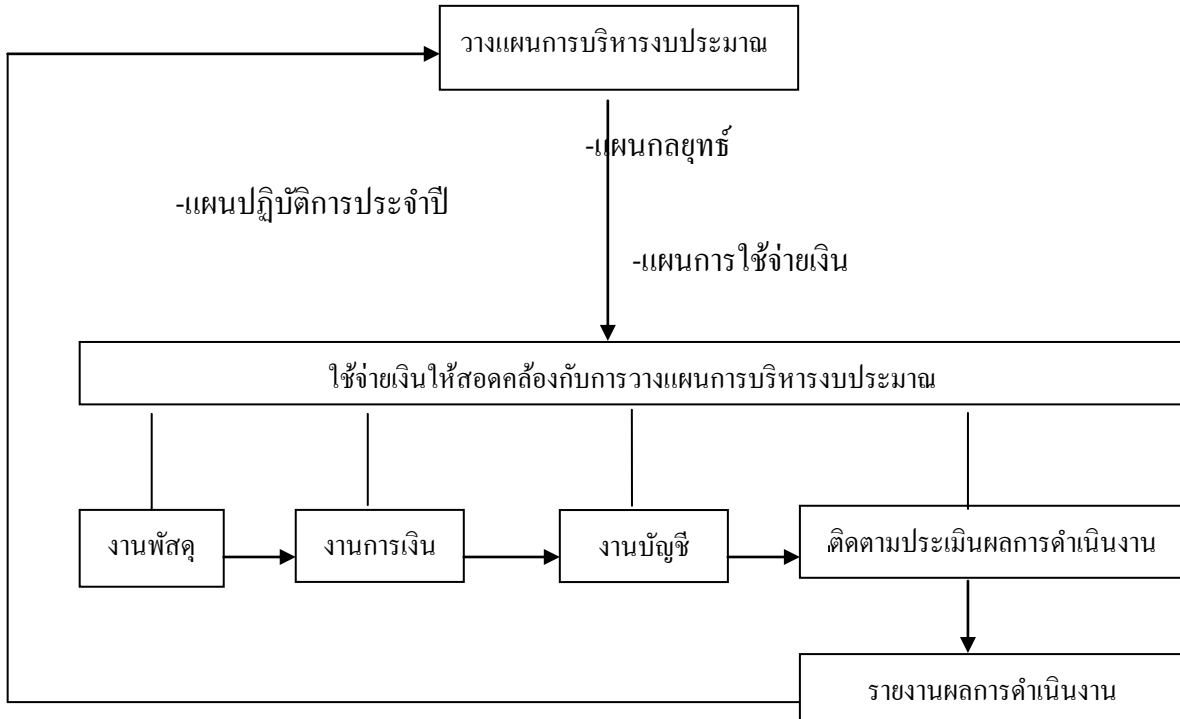 วางแผนการบริหารงบประมาณ
-แผนกลยุทธ์
-แผนปฏิบัติการประจำปี
-แผนการใช้จ่ายเงิน
ใช้จ่ายเงินให้สอดคล้องกับการวางแผนการบริหารงบประมาณ
งานพัสดุ
งานการเงิน
งานบัญชี
ติดตามประเมินผลการดำเนินงาน
รายงานผลการดำเนินงาน